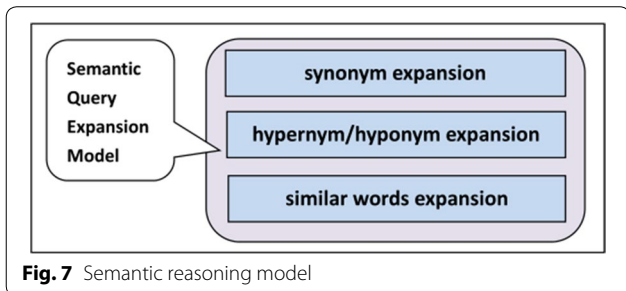 Semantic
Query
Expansion
Model
synonym expansion
hypernym/hyponym expansion
similar words expansion
Fig. 7 Semantic reasoning model